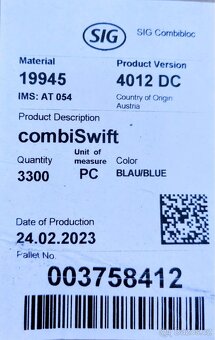 SIG SIG Combibloc
Material Product Version
19945 4012 DC
IMS: AT 054 Country of Origin
Austria
Product Description
combiSwift
Quantity Unit of measure Color
3300 PC BLAU/BLUE
Date of Production
24.02.2023
Pallet No.
003758412